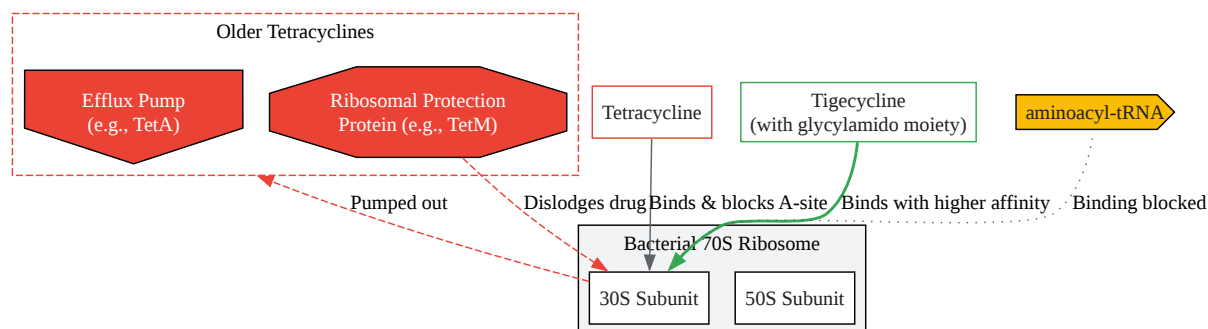 Older Tetracyclines
Efflux Pump
(e.g., TetA)
Ribosomal Protection
Protein (e.g., TetM)
Tetracycline
Tigecycline
(with glycylamido moiety)
aminoacyl-tRNA
Pumped out
Dislodges drug
Binds & blocks A-site
Binds with higher affinity
Binding blocked
Bacterial 70S Ribosome
30S Subunit
50S Subunit